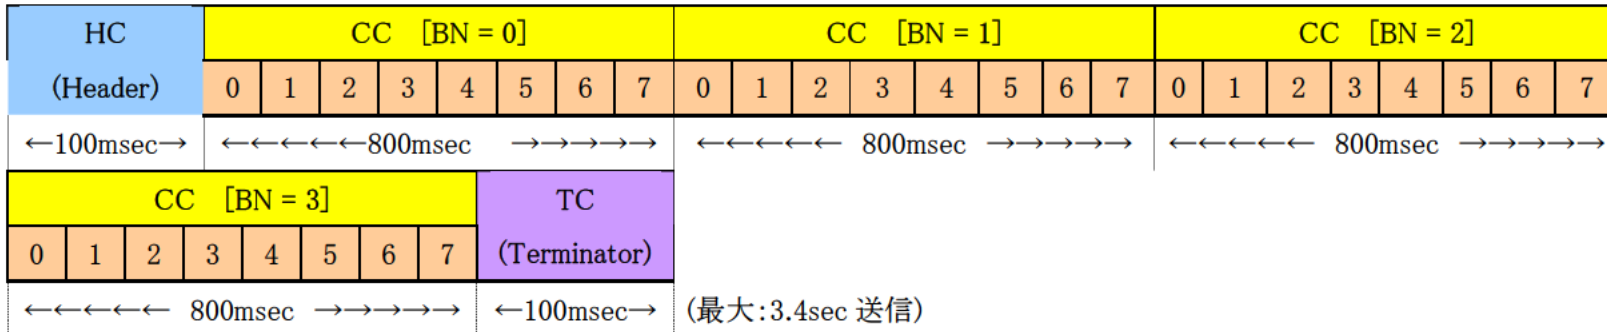 HC CC [BN = 0] CC [BN = 1] CC [BN = 2]
(Header) 0 1 2 3 4 5 6 7 0 1 2 3 4 5 6 7 0 1 2 3 4 5 6 7
←100msec→ ←←←←←800msec →→→→→ ←←←←← 800msec →→→→→ ←←←←← 800msec →→→→→
CC [BN = 3] TC
0 1 2 3 4 5 6 7 (Terminator)
←←←←← 800msec →→→→→ ←100msec→ (最大:3.4sec 送信)